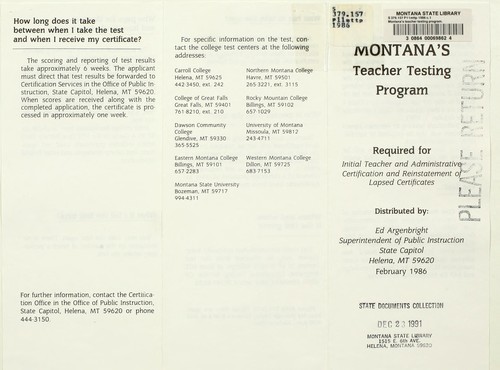 How long does it take
between when I take the test
and when I receive my certificate?
The scoring and reporting of test results
take approximately 6 weeks. The applicant
must direct that test results be forwarded to
Certification Services in the Office of Public In-
struction, State Capitol, Helena, MT 59620.
When scores are received along with the
completed application, the certificate is pro-
cessed in approximately one week.
For further information, contact the Certifica-
tion Office in the Office of Public Instruction,
State Capitol, Helena, MT 59620 or phone
444-3150.
For specific information on the test, con-
tact the college test centers at the following
addresses:
Carroll College
Helena, MT 59625
442-3450, ext. 242
College of Great Falls
Great Falls, MT 59401
761-8210, ext. 210
Dawson Community
College
Glendive, MT 59330
365-5525
Eastern Montana College
Billings, MT 59101
657-2283
Montana State University
Bozeman, MT 59717
994-4311
Northern Montana College
Havre, MT 59501
265-3221, ext. 3115
Rocky Mountain College
Billings, MT 59102
657-1029
University of Montana
Missoula, MT 59812
243-4711
Western Montana College
Dillon, MT 59725
683-7153
S
379.157
P11mttp
1986
MONTANA STATE LIBRARY
Montana's teacher testing program.
3 0864 00058862 4
MONTANA'S
Teacher Testing
Program
PLEASE RETURN
Required for
Initial Teacher and Administrative
Certification and Reinstatement of
Lapsed Certificates
Distributed by:
Ed Argenbright
Superintendent of Public Instruction
State Capitol
Helena, MT 59620
February 1986
STATE DOCUMENTS COLLECTION
DEC 23 1991
MONTANA STATE LIBRARY
1515 E. 6th AVE.
HELENA, MONTANA 59620